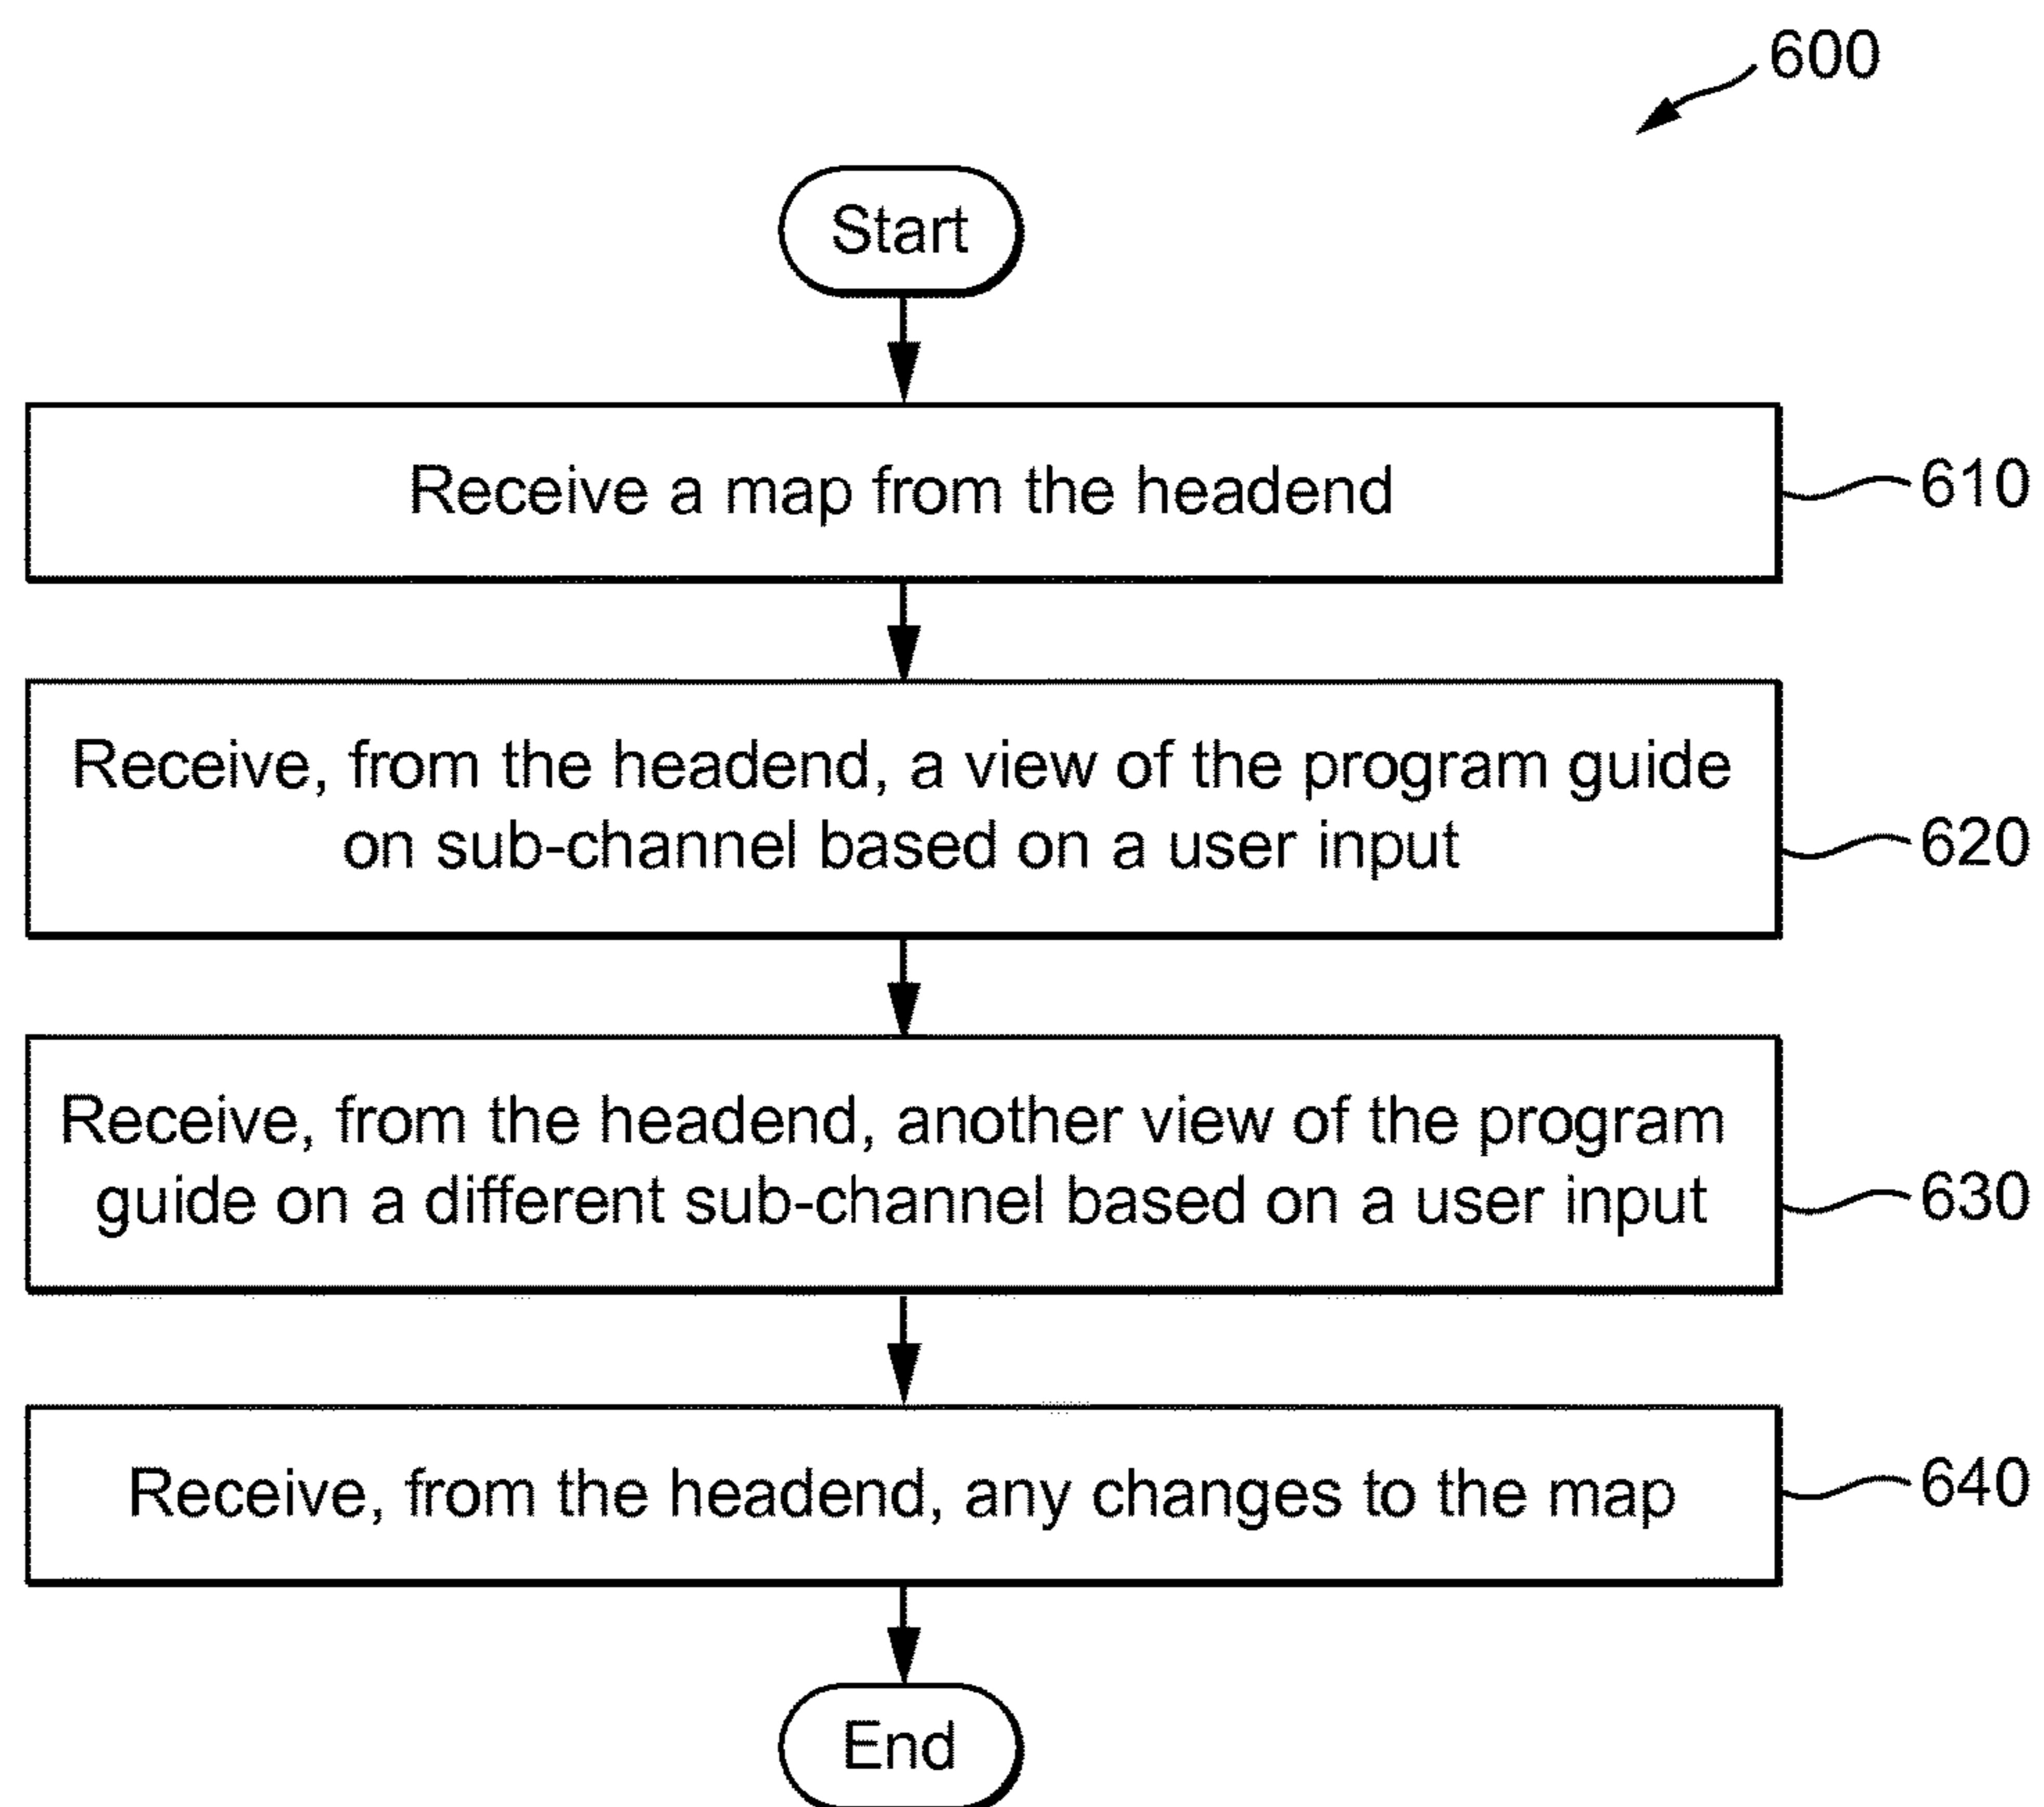 600
Start
Receive a map from the headend
610
Receive, from the headend, a view of the program guide
on sub-channel based on a user input
620
Receive, from the headend, another view of the program
guide on a different sub-channel based on a user input
630
Receive, from the headend, any changes to the map
640
End